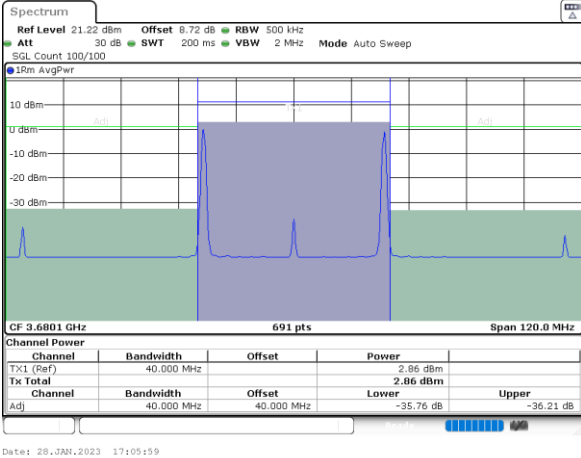 Spectrum
Ref Level 21.22 dBm Offset 8.72 dB RBW 500 kHz
Att 30 dB SWT 200 ms VBW 2 MHz Mode Auto Sweep
SGL Count 100/100
1Rm AvgPwr
10 dBm
Adj Adj
0 dBm
-10 dBm
-20 dBm
-30 dBm
CF 3.6801 GHz 691 pts Span 120.0 MHz
Channel Power
Channel Bandwidth Offset Power
TX1 (Ref) 40.000 MHz 2.86 dBm
Tx Total 2.86 dBm
Channel Bandwidth Offset Lower Upper
Adj 40.000 MHz 40.000 MHz -35.76 dB -36.21 dB
Date: 28.JAN.2023 17:05:59